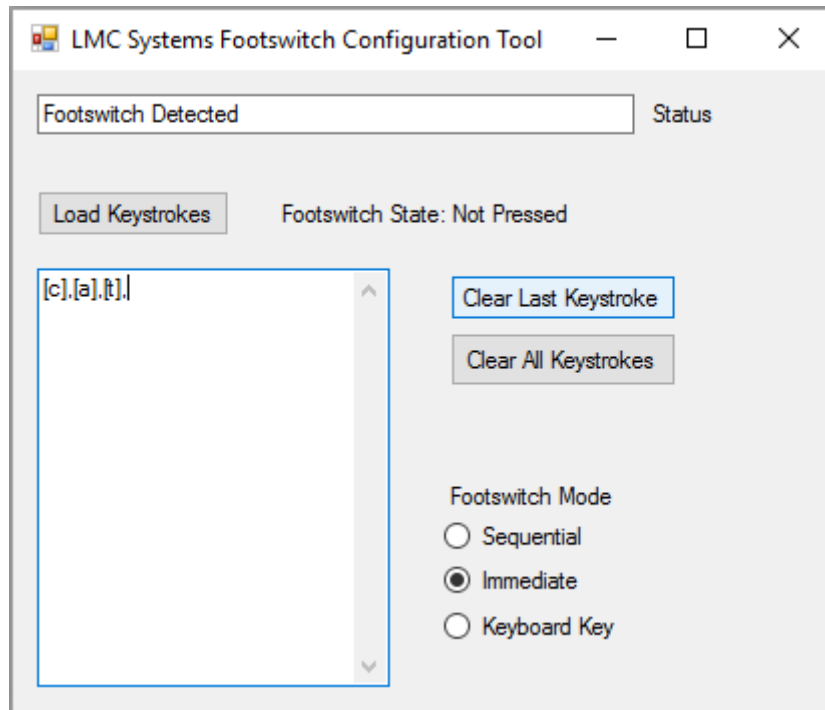 LMC Systems Footswitch Configuration Tool
Footswitch Detected Status
Load Keystrokes Footswitch State: Not Pressed
[c],[a],[t],
Clear Last Keystroke
Clear All Keystrokes
Footswitch Mode
Sequential
Immediate
Keyboard Key